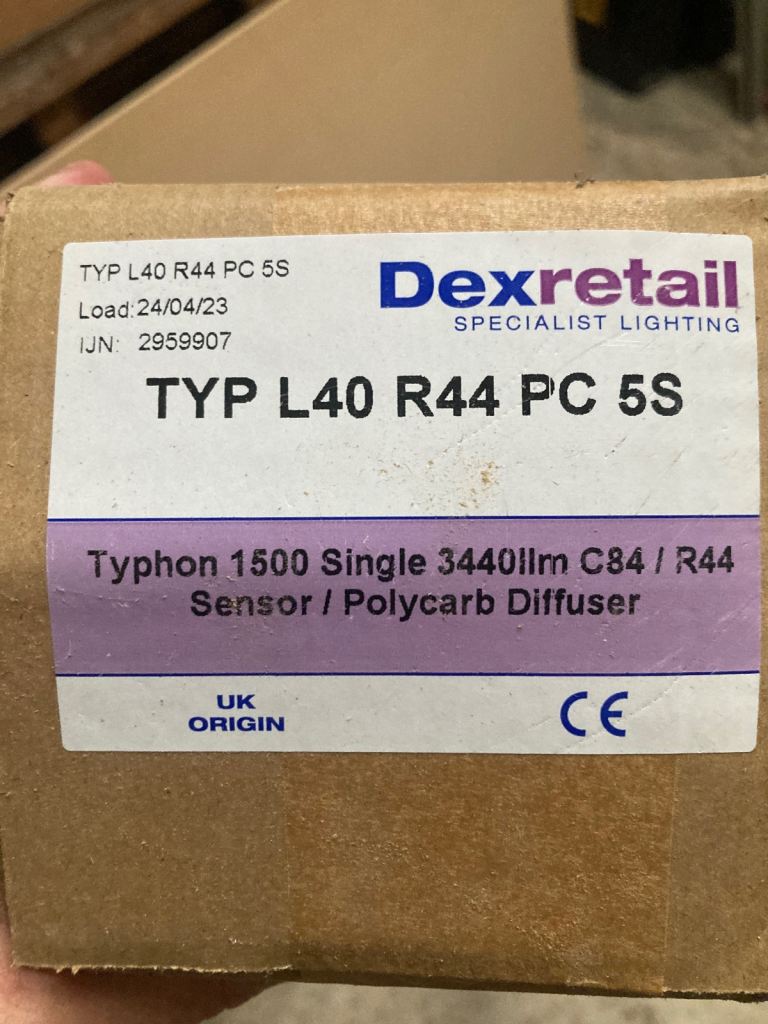 TYP L40 R44 PC 5S
Load: 24/04/23
IJN: 2959907
Dexretail
SPECIALIST LIGHTING
TYP L40 R44 PC 5S
Typhon 1500 Single 3440llm C84 / R44
Sensor / Polycarb Diffuser
UK
ORIGIN
CE